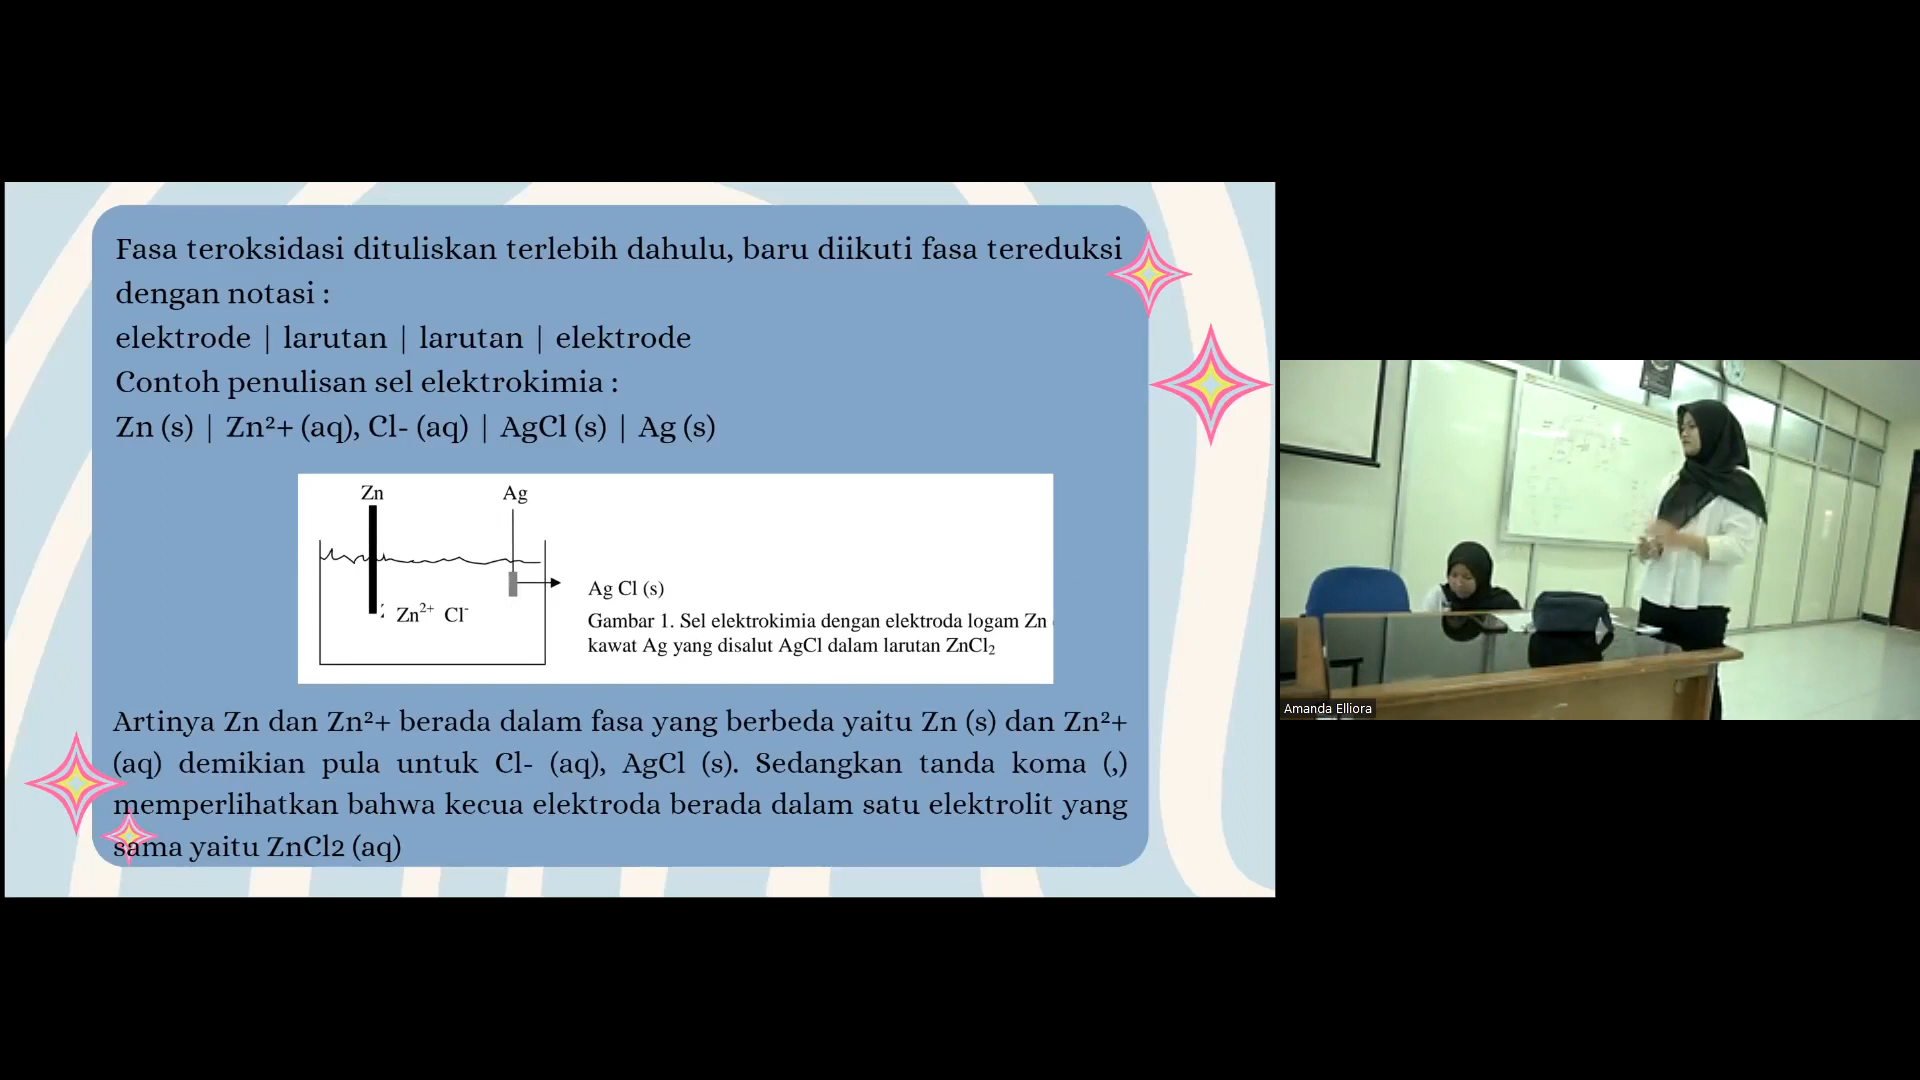 Fasa teroksidasi dituliskan terlebih dahulu, baru diikuti fasa tereduksi
dengan notasi :
elektrode | larutan | larutan | elektrode
Contoh penulisan sel elektrokimia :
Zn (s) | Zn²+ (aq), Cl- (aq) | AgCl (s) | Ag (s)
Zn
Ag
Zn²⁺ Cl⁻
Ag Cl (s)
Gambar 1. Sel elektrokimia dengan elektroda logam Zn
kawat Ag yang disalut AgCl dalam larutan ZnCl₂
Artinya Zn dan Zn²+ berada dalam fasa yang berbeda yaitu Zn (s) dan Zn²+
(aq) demikian pula untuk Cl- (aq), AgCl (s). Sedangkan tanda koma (,)
memperlihatkan bahwa kecua elektroda berada dalam satu elektrolit yang
sama yaitu ZnCl2 (aq)
Amanda Elliora